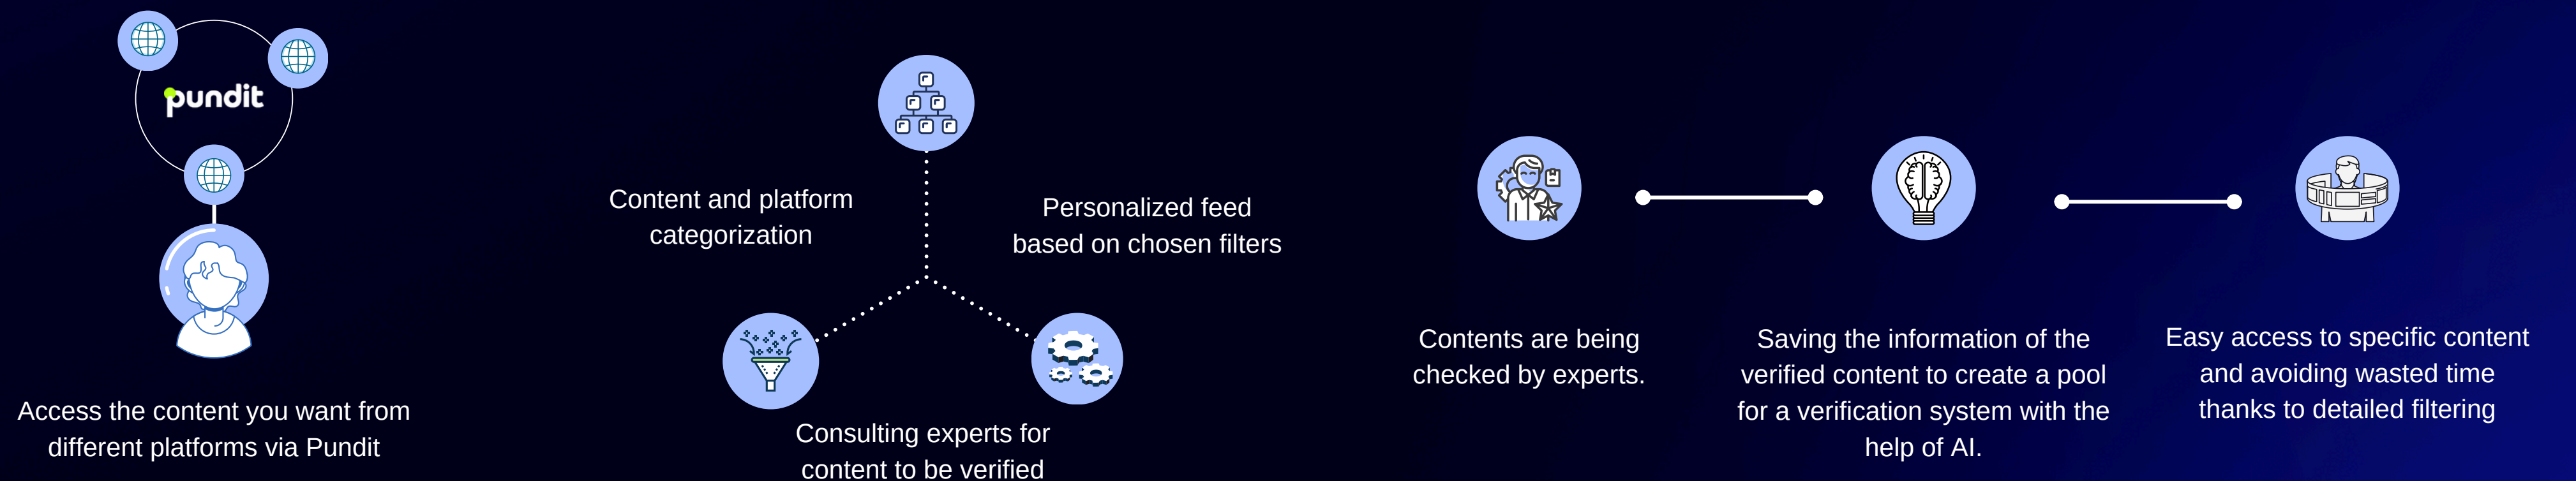 pundit
Access the content you want from
different platforms via Pundit
Content and platform
categorization
Personalized feed
based on chosen filters
Consulting experts for
content to be verified
Contents are being
checked by experts.
Saving the information of the
verified content to create a pool
for a verification system with the
help of AI.
Easy access to specific content
and avoiding wasted time
thanks to detailed filtering